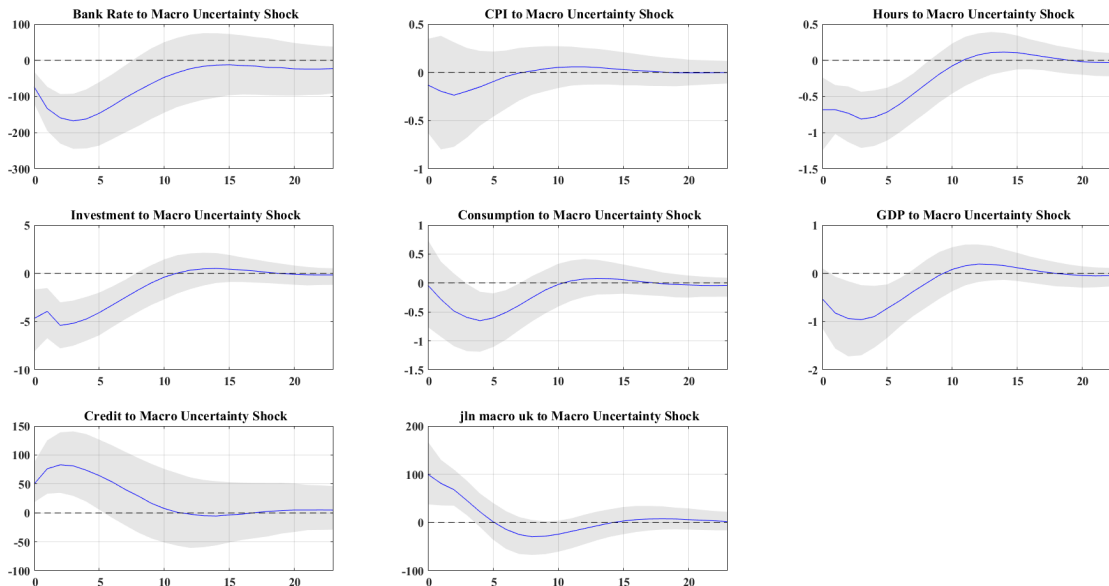 Bank Rate to Macro Uncertainty Shock
100
0
-100
-200
-300
0 5 10 15 20
CPI to Macro Uncertainty Shock
0.5
0
-0.5
-1
0 5 10 15 20
Hours to Macro Uncertainty Shock
0.5
0
-0.5
-1
-1.5
0 5 10 15 20
Investment to Macro Uncertainty Shock
5
0
-5
-10
0 5 10 15 20
Consumption to Macro Uncertainty Shock
1
0.5
0
-0.5
-1
-1.5
0 5 10 15 20
GDP to Macro Uncertainty Shock
1
0
-1
-2
0 5 10 15 20
Credit to Macro Uncertainty Shock
150
100
50
0
-50
-100
0 5 10 15 20
jln macro uk to Macro Uncertainty Shock
200
100
0
-100
0 5 10 15 20